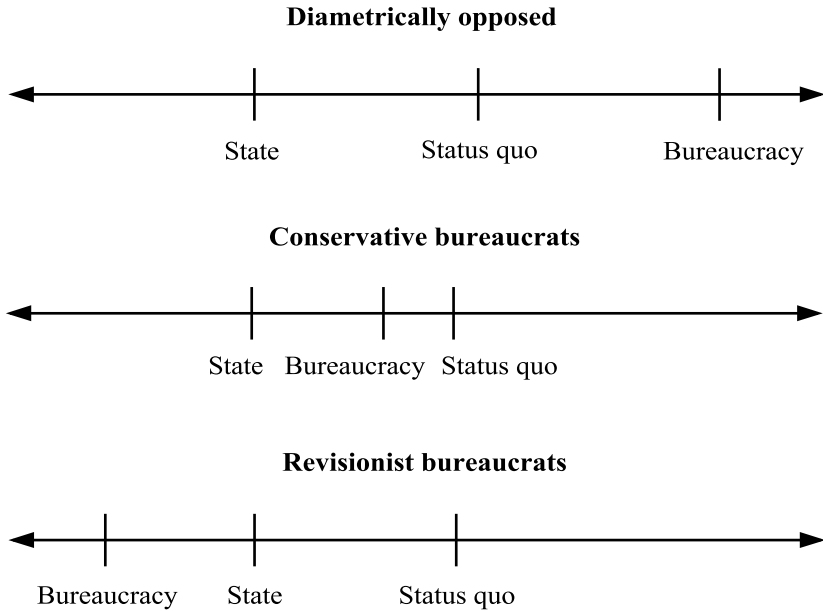 Diametrically opposed
State Status quo Bureaucracy
Conservative bureaucrats
State Bureaucracy Status quo
Revisionist bureaucrats
Bureaucracy State Status quo